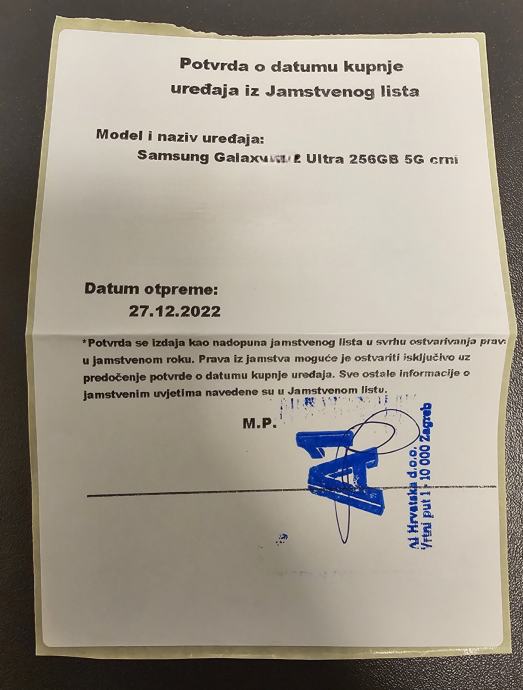 Potvrda o datumu kupnje
uređaja iz Jamstvenog lista
Model i naziv uređaja:
Samsung Ultra 256GB 5G crni
Datum otpreme:
27.12.2022
*Potvrda se izdaja kao nadopuna jamstvenog lista u svrhu ostvarivanja prava
u jamstvenom roku. Prava iz jamstva moguće je ostvariti isključivo uz
predočenje potvrde o datumu kupnje uređaja. Sve ostale informacije o
jamstvenim uvjetima navedene su u Jamstvenom listu.
M.P.
A1
A1 Hrvatska d.o.o.
Vrtni put 1 - 10 000 Zagreb